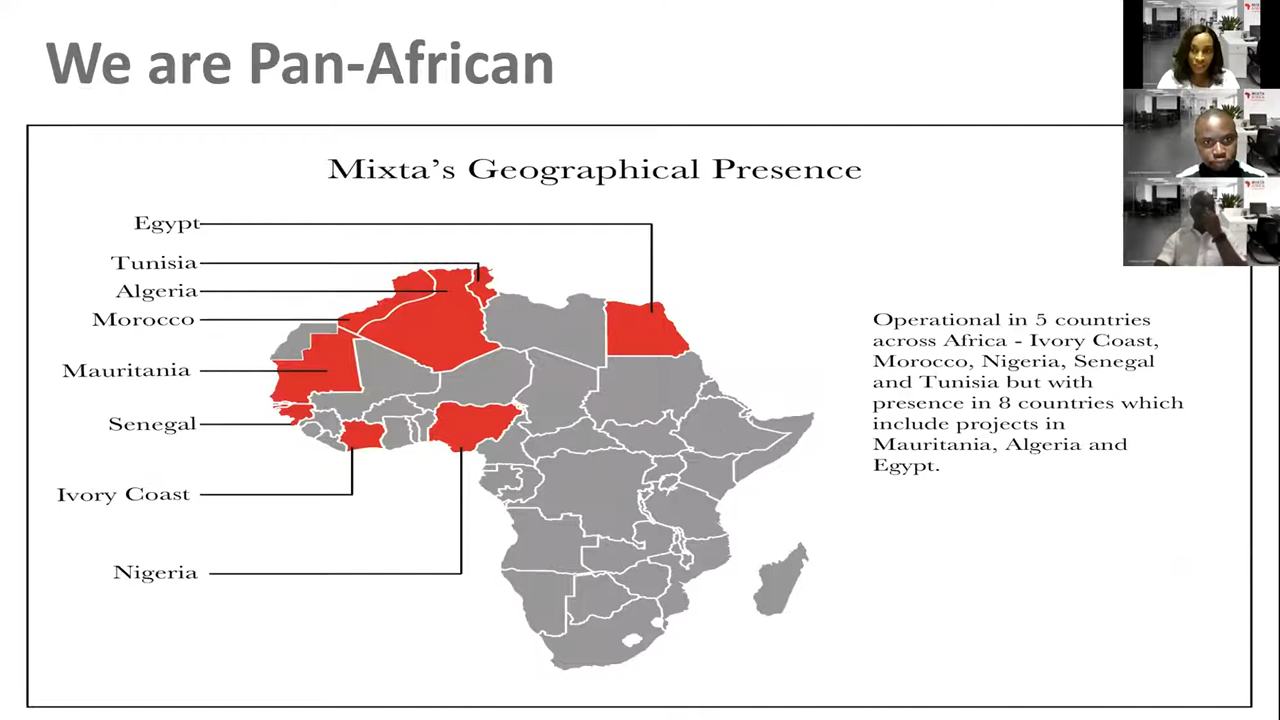 We are Pan-African
Mixta’s Geographical Presence
Egypt
Tunisia
Algeria
Morocco
Mauritania
Senegal
Ivory Coast
Nigeria
Operational in 5 countries
across Africa - Ivory Coast,
Morocco, Nigeria, Senegal
and Tunisia but with
presence in 8 countries which
include projects in
Mauritania, Algeria and
Egypt.